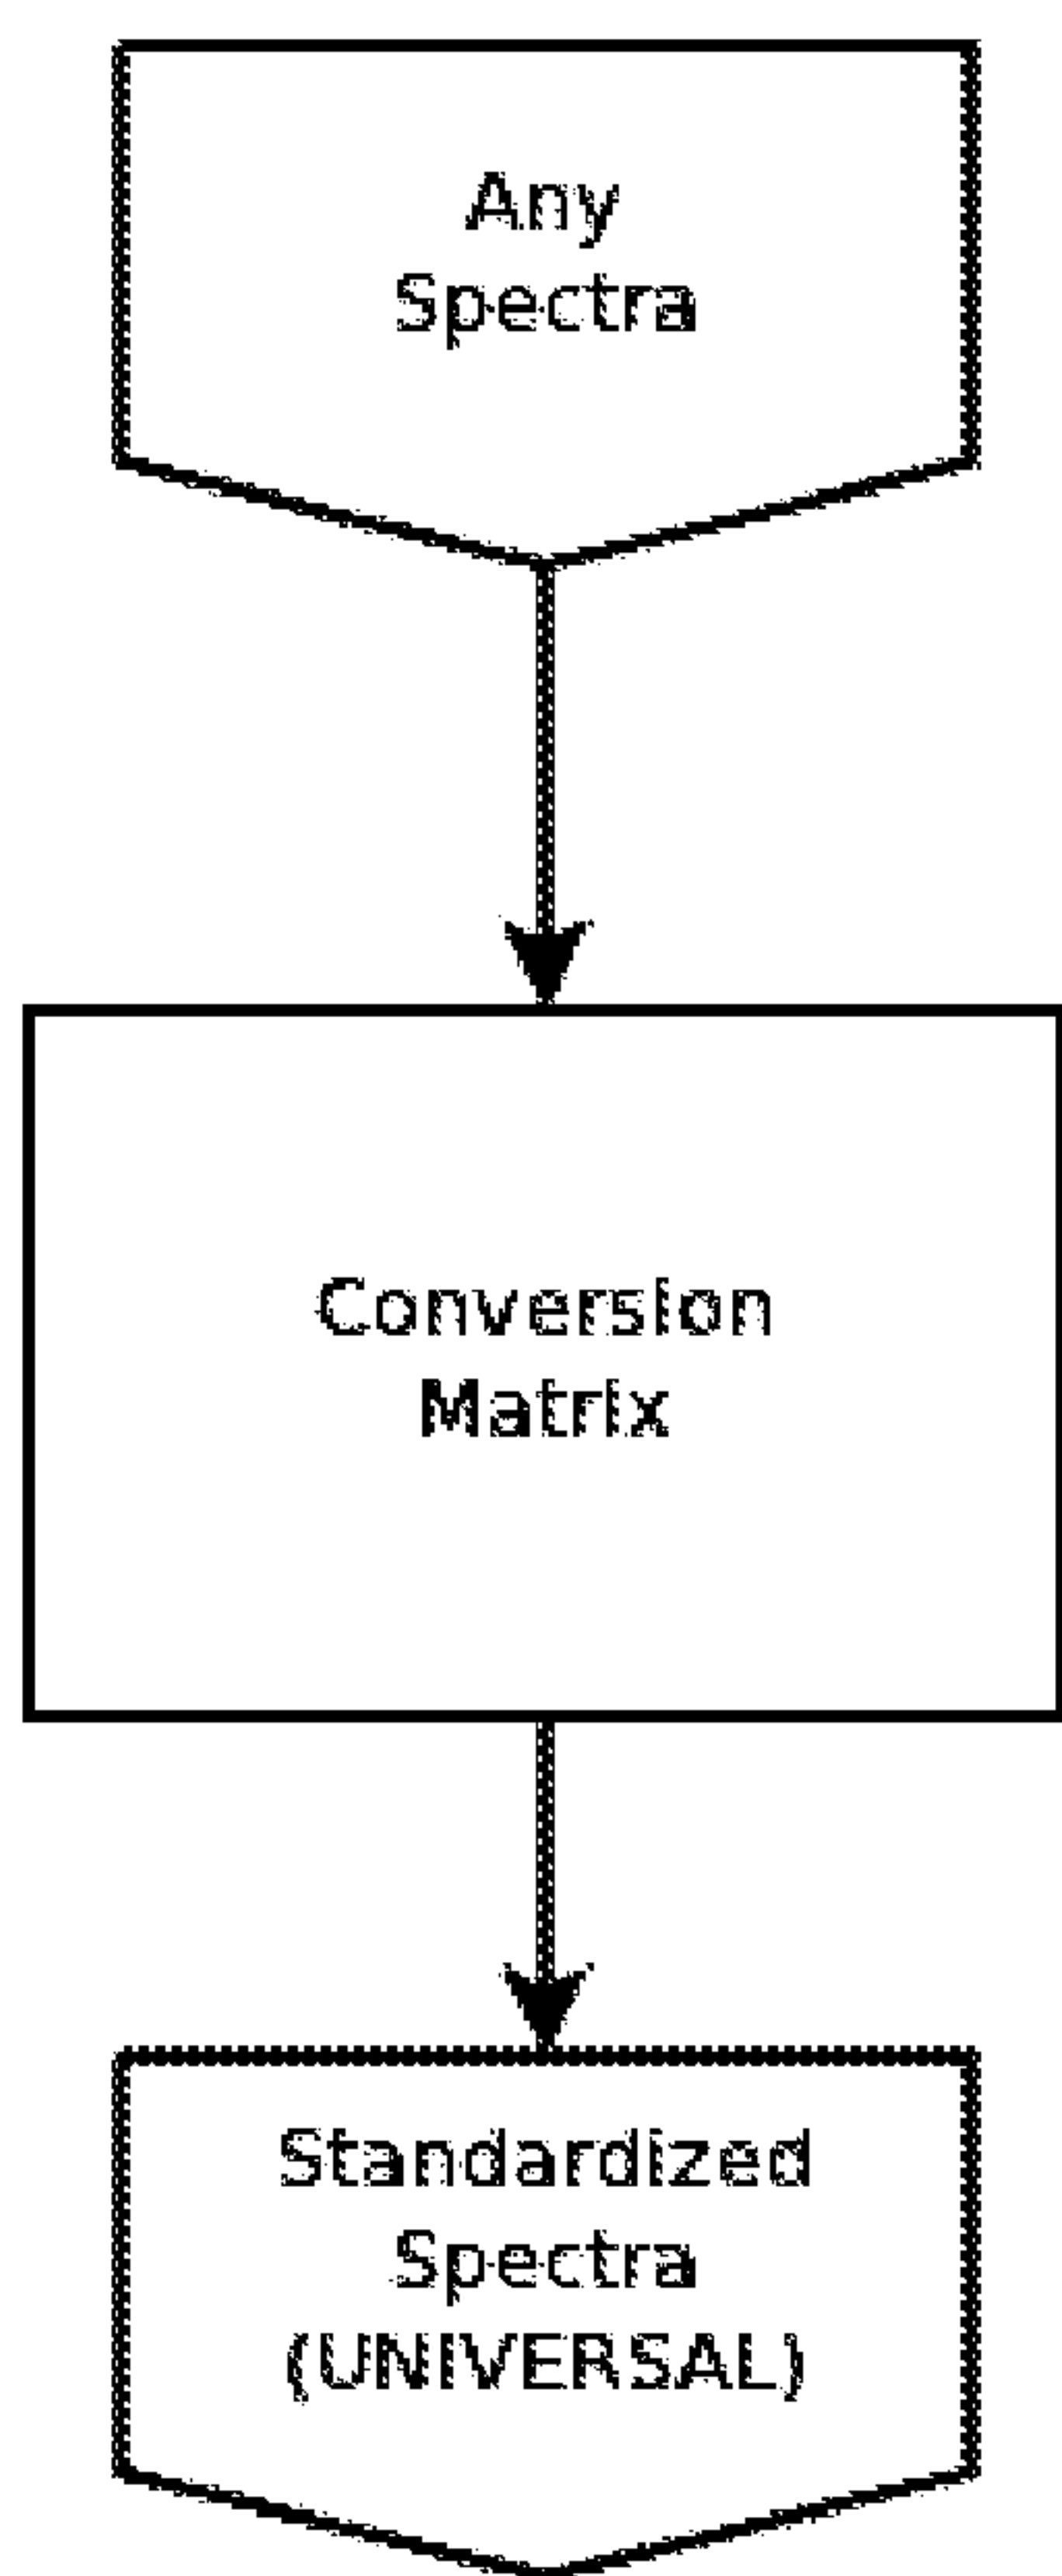 Any
Spectra
Conversion
Matrix
Standardized
Spectra
(UNIVERSAL)